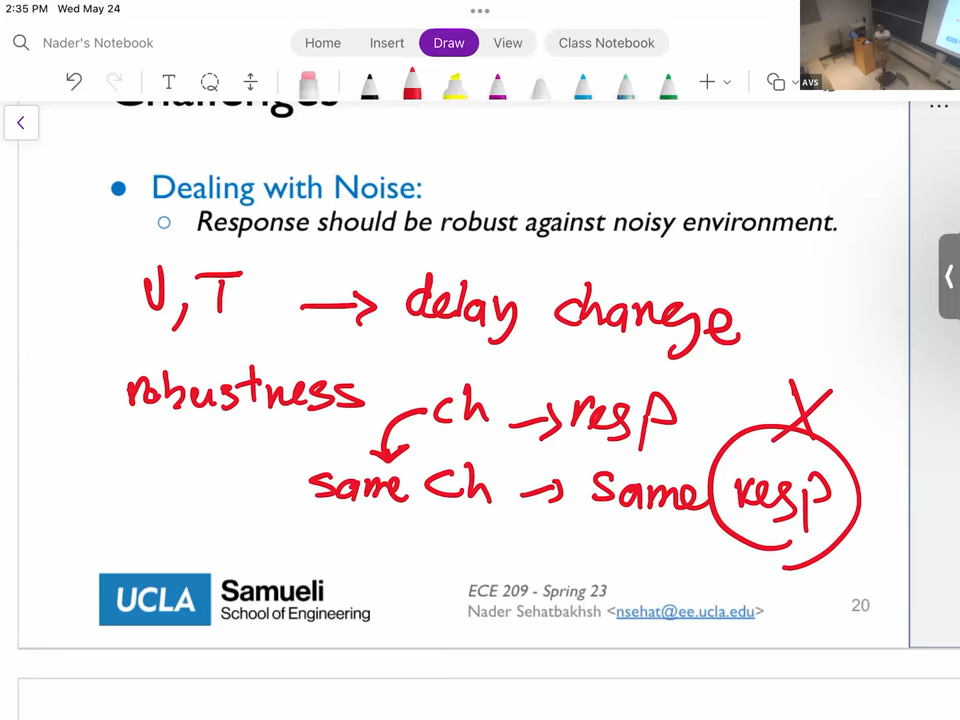 2:35 PM Wed May 24
Nader's Notebook
Home Insert Draw View Class Notebook
T
AVS
Challenges
Dealing with Noise:
Response should be robust against noisy environment.
V, T → delay change
robustness ch → resp X
same Ch → same resp
UCLA Samueli School of Engineering
ECE 209 - Spring 23
Nader Sehatbakhsh <nsehat@ee.ucla.edu>
20